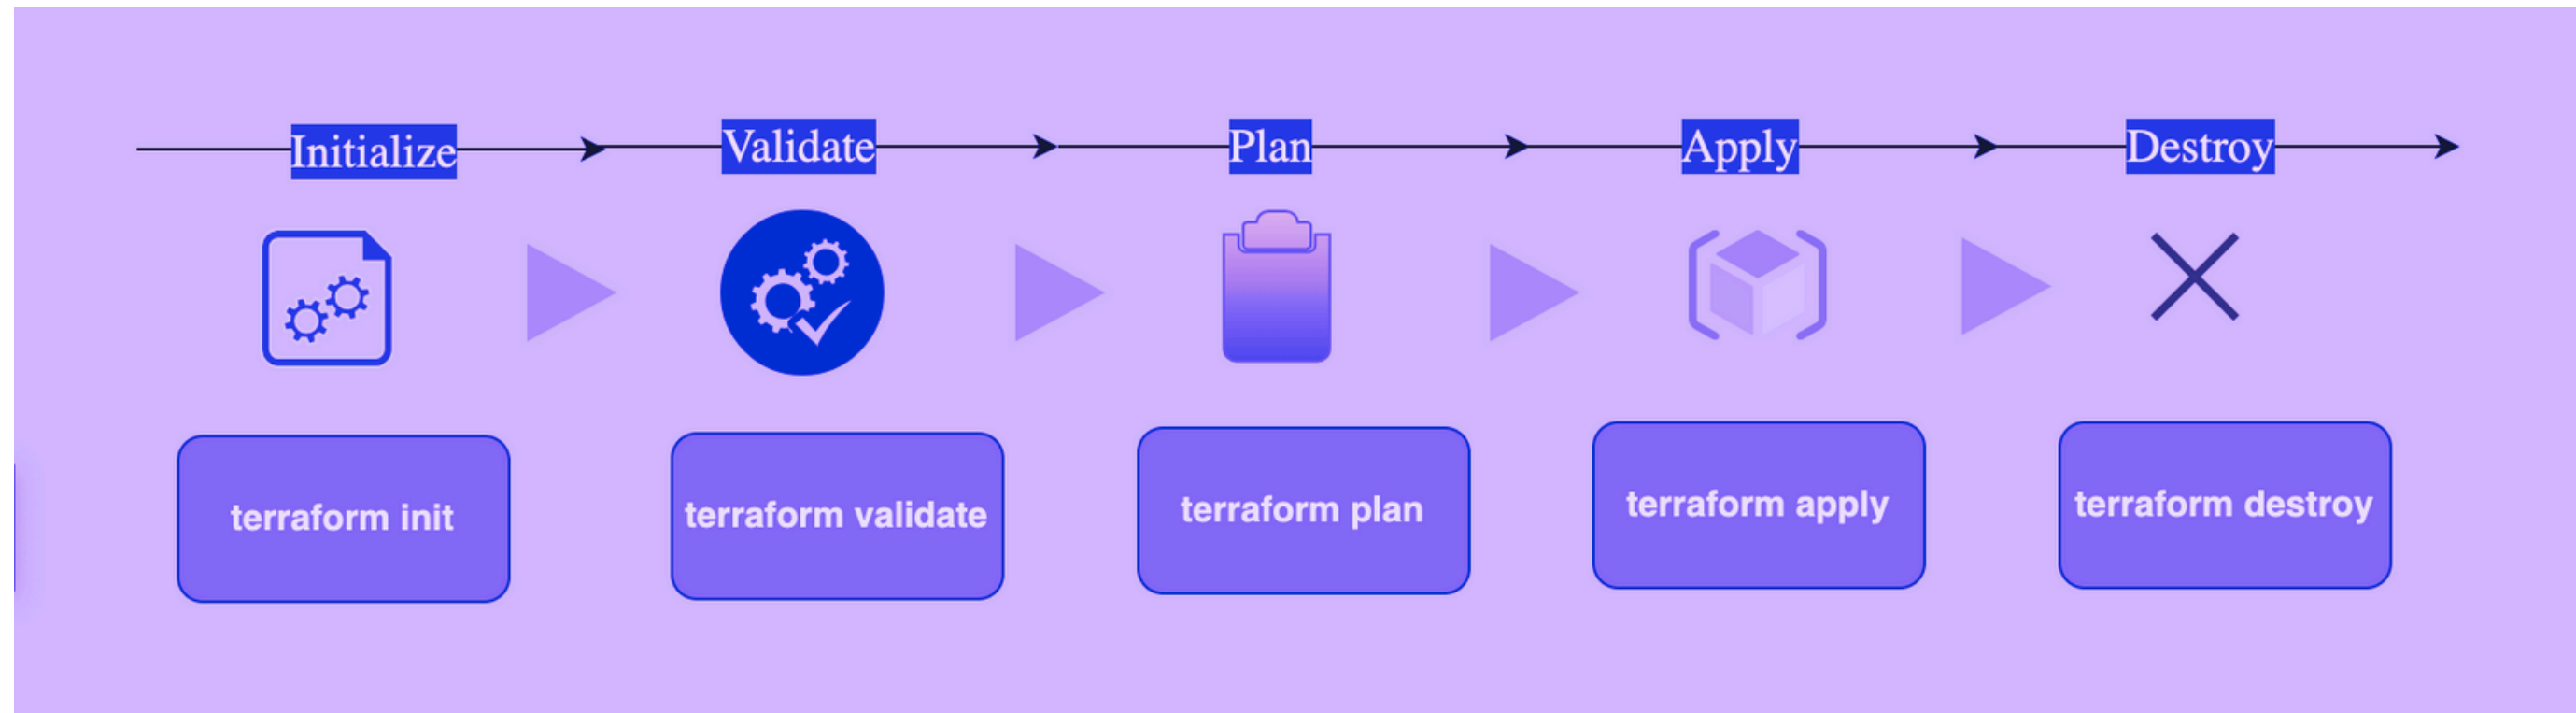 Initialize
Validate
Plan
Apply
Destroy
terraform init
terraform validate
terraform plan
terraform apply
terraform destroy